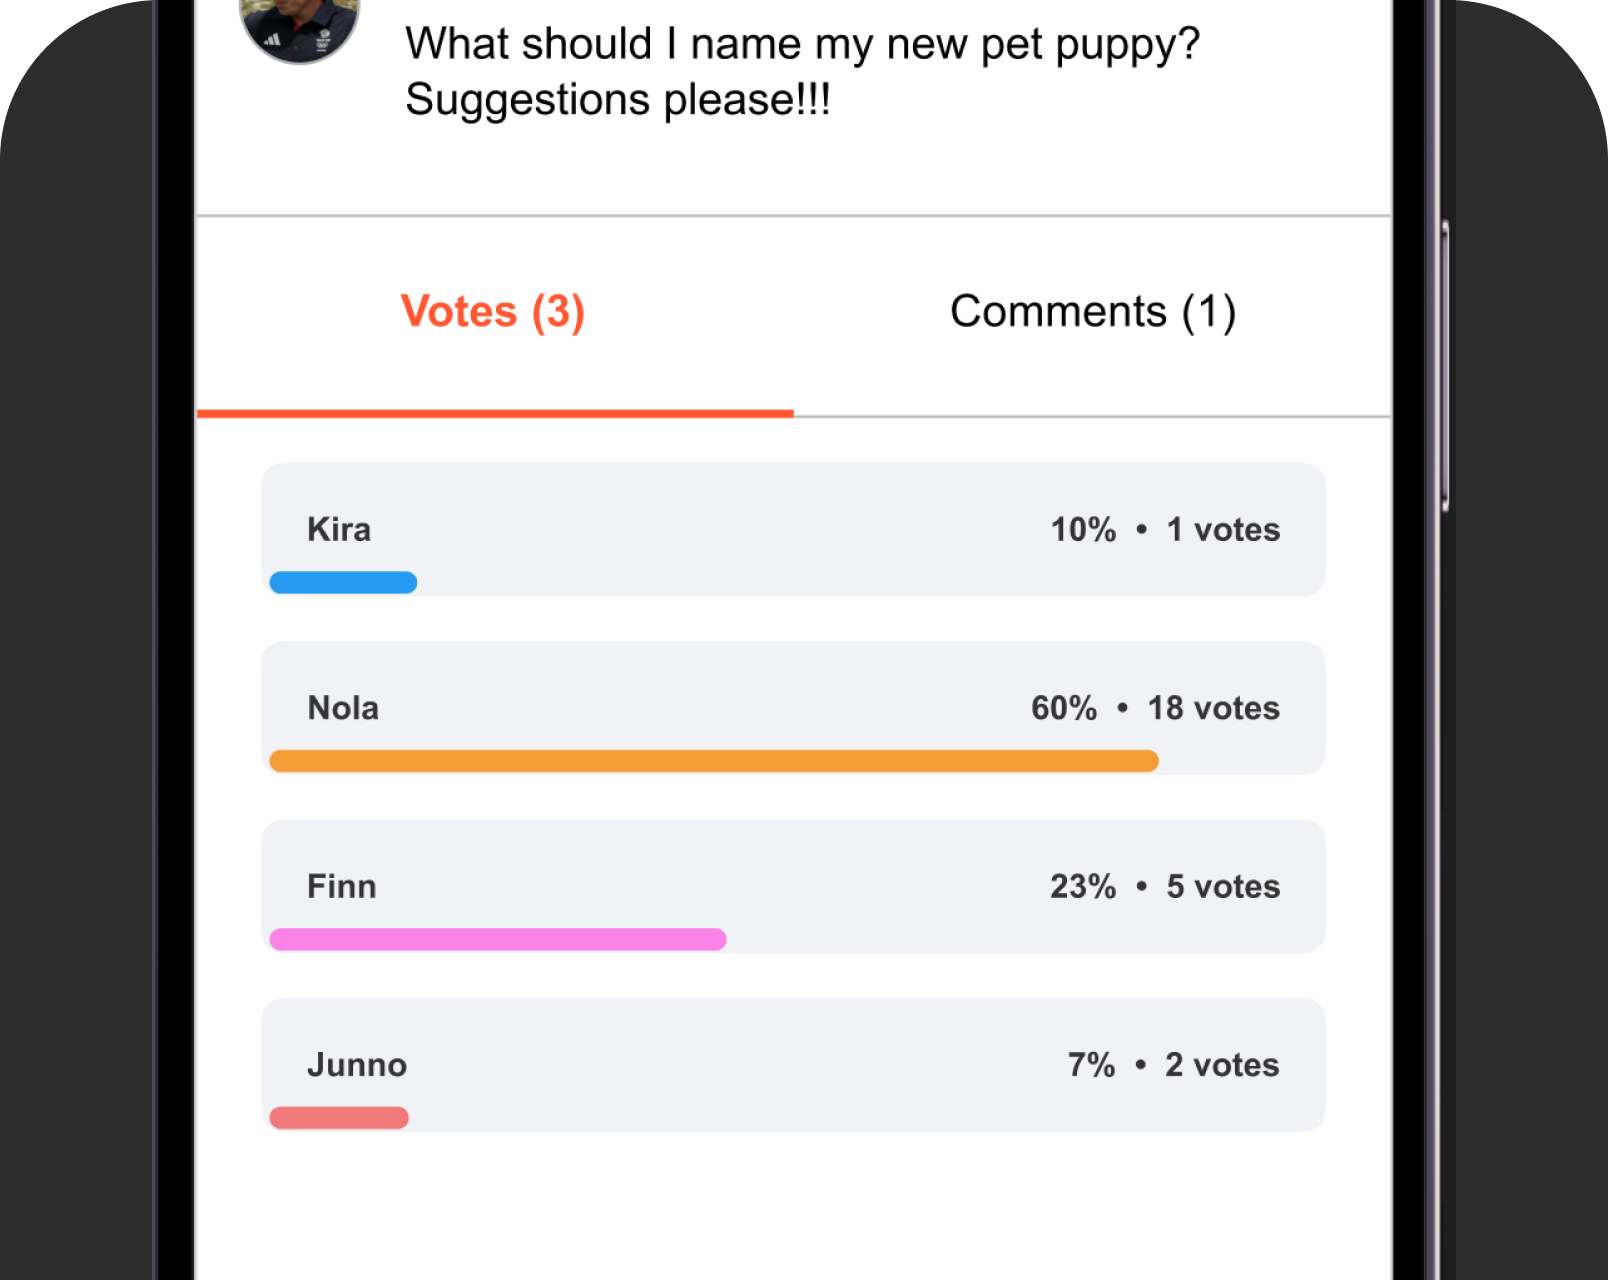 What should I name my new pet puppy?
Suggestions please!!!
Votes (3)
Comments (1)
Kira
10% • 1 votes
Nola
60% • 18 votes
Finn
23% • 5 votes
Junno
7% • 2 votes